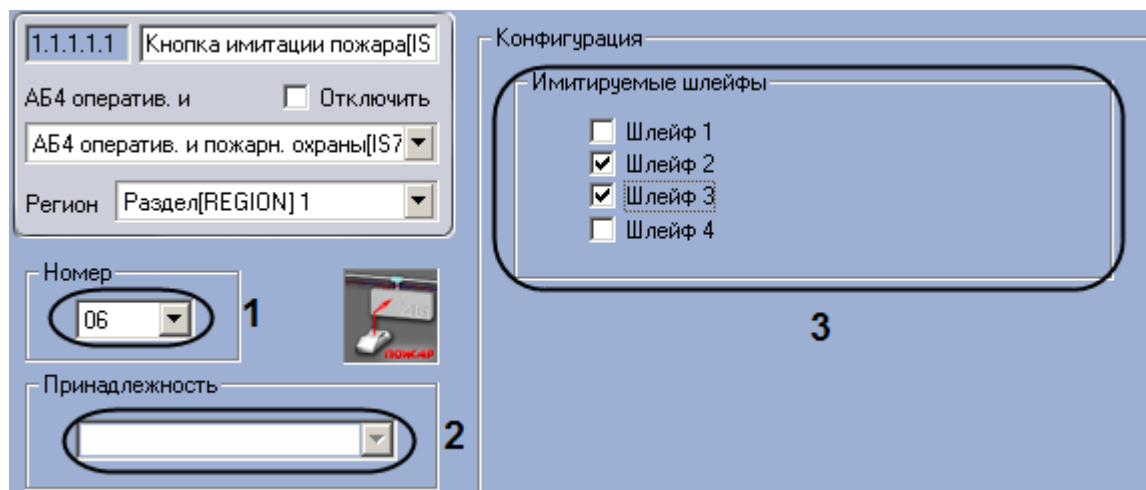 1.1.1.1.1 Кнопка имитации пожара[IS
АБ4 оператив. и Отключить
АБ4 оператив. и пожарн. охраны[IS7
Регион Раздел[REGION] 1
Номер
06
1
ПОЖАР
Принадлежность
2
Конфигурация
Имитируемые шлейфы
Шлейф 1
Шлейф 2
Шлейф 3
Шлейф 4
3